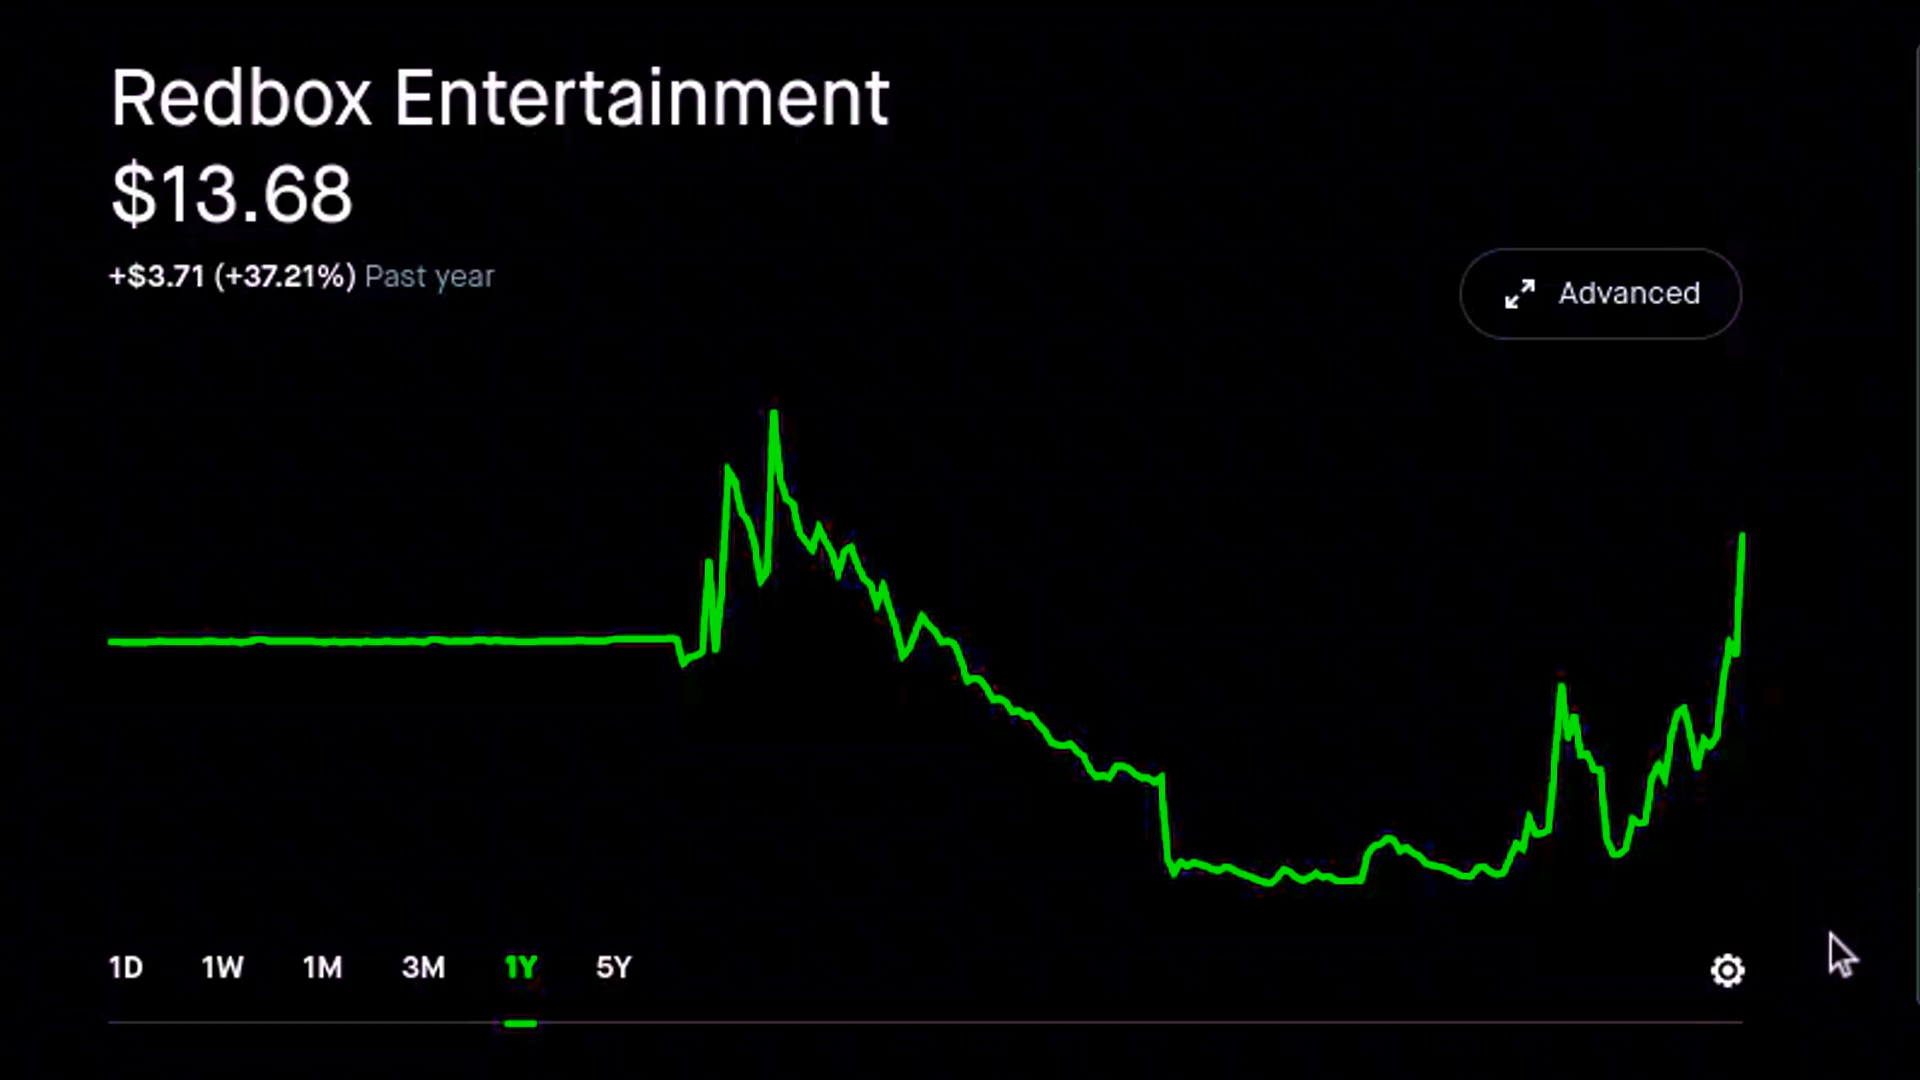 Redbox Entertainment
$13.68
+$3.71 (+37.21%) Past year
Advanced
1D 1W 1M 3M 1Y 5Y